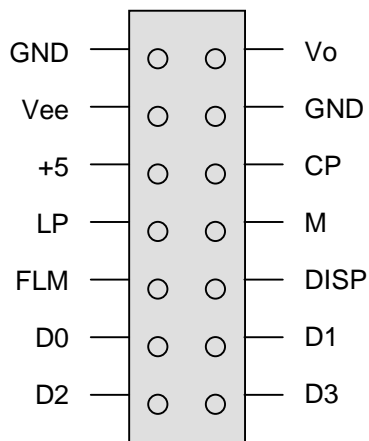 GND Vo
Vee GND
+5 CP
LP M
FLM DISP
D0 D1
D2 D3